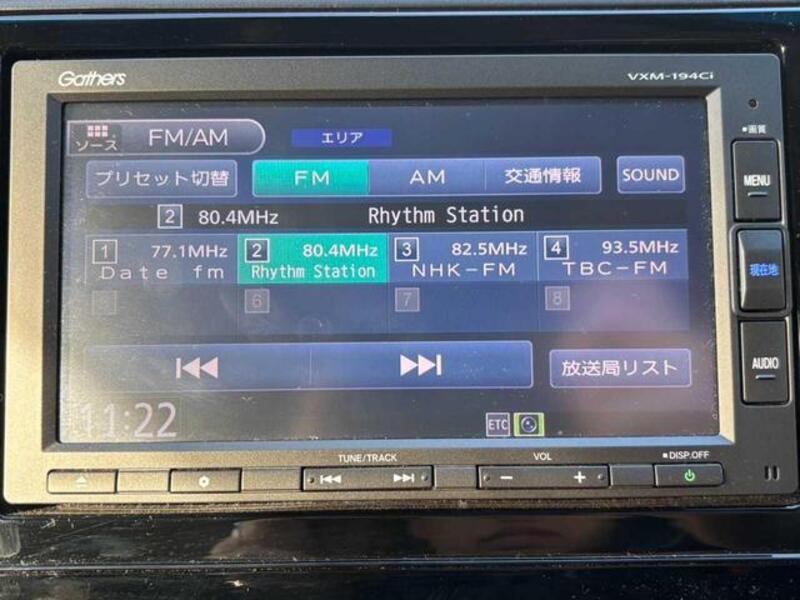 Gathers VXM-194Ci
ソース FM/AM エリア
■画質
プリセット切替 FM AM 交通情報 SOUND
MENU
2 80.4MHz Rhythm Station
1 77.1MHz 2 80.4MHz 3 82.5MHz 4 93.5MHz
Date fm Rhythm Station NHK-FM TBC-FM
現在地
5 6 7 8
放送局リスト
AUDIO
11:22 ETC
TUNE/TRACK VOL ■DISP.OFF